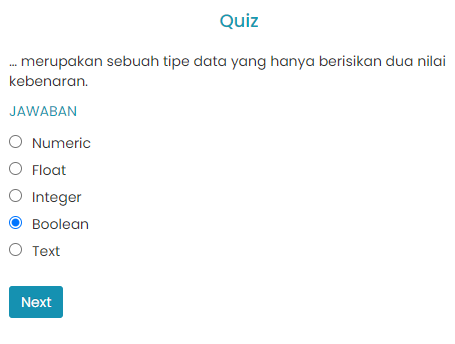 Quiz
... merupakan sebuah tipe data yang hanya berisikan dua nilai
kebenaran.
JAWABAN
Numeric
Float
Integer
Boolean
Text
Next